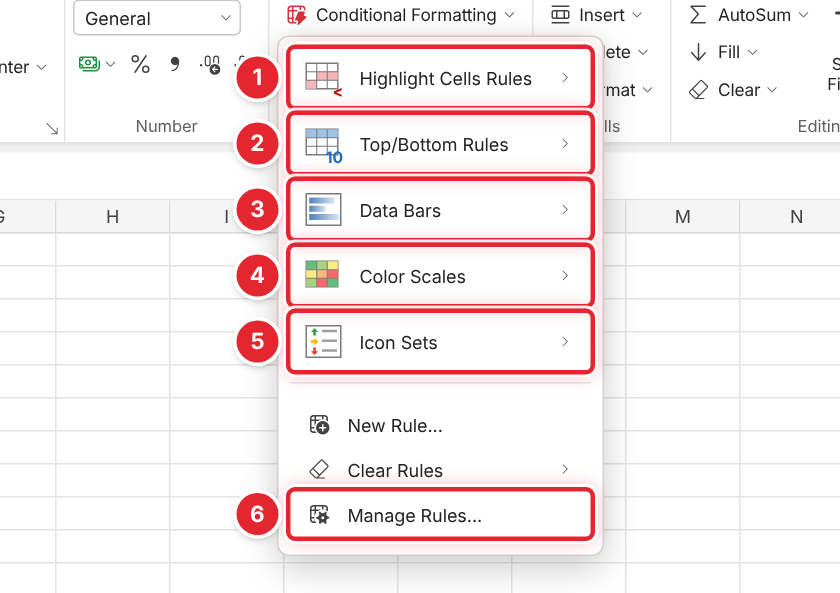 General
Conditional Formatting
Insert
AutoSum
nter
%
lete
Fill
mat
Clear
Number
lls
Editin
1
Highlight Cells Rules
2
10
Top/Bottom Rules
3
Data Bars
4
Color Scales
5
Icon Sets
New Rule...
Clear Rules
6
Manage Rules...
H
I
M
N